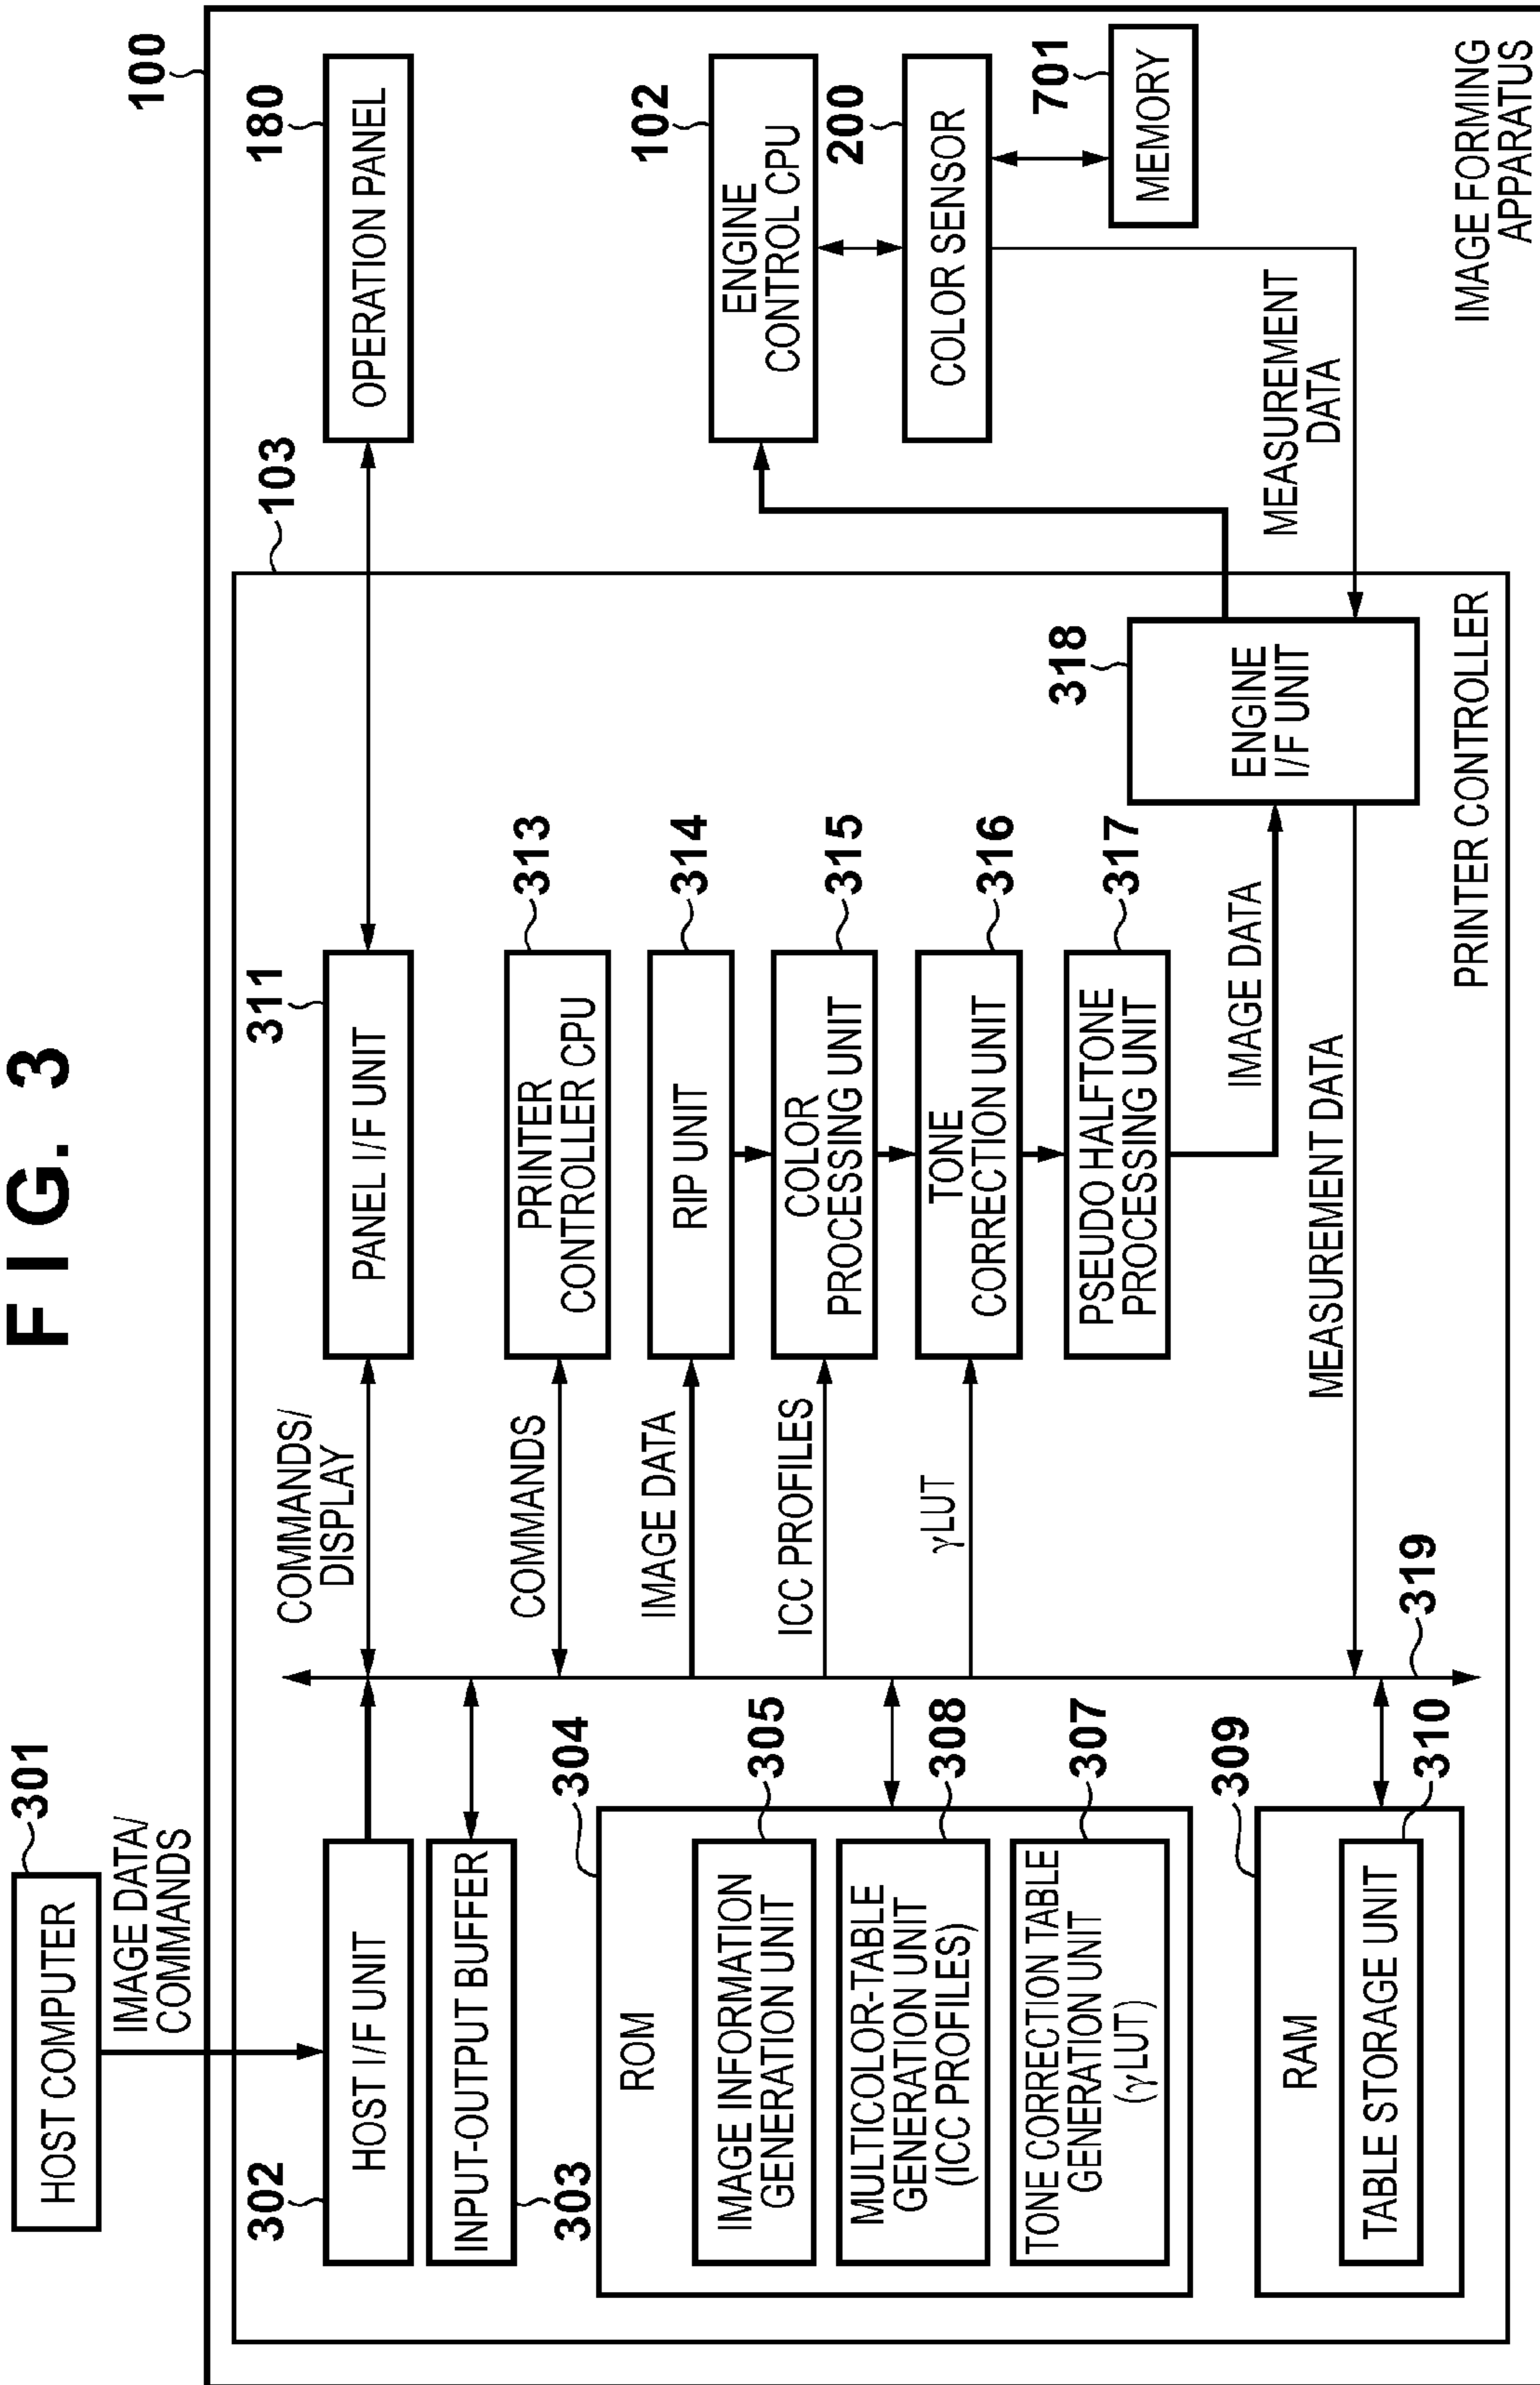 FIG. 3
301
HOST COMPUTER
IMAGE DATA/
COMMANDS
100
302
HOST I/F UNIT
INPUT-OUTPUT BUFFER
303
304
ROM
305
IMAGE INFORMATION
GENERATION UNIT
308
MULTICOLOR-TABLE
GENERATION UNIT
(ICC PROFILES)
307
TONE CORRECTION TABLE
GENERATION UNIT
(γLUT)
309
RAM
310
TABLE STORAGE UNIT
319
COMMANDS/
DISPLAY
COMMANDS
IMAGE DATA
ICC PROFILES
γLUT
MEASUREMENT DATA
311
PANEL I/F UNIT
313
PRINTER
CONTROLLER CPU
314
RIP UNIT
315
COLOR
PROCESSING UNIT
316
TONE
CORRECTION UNIT
317
PSEUDO HALFTONE
PROCESSING UNIT
IMAGE DATA
318
ENGINE
I/F UNIT
PRINTER CONTROLLER
103
180
OPERATION PANEL
102
ENGINE
CONTROL CPU
200
COLOR SENSOR
701
MEMORY
MEASUREMENT
DATA
IMAGE FORMING
APPARATUS